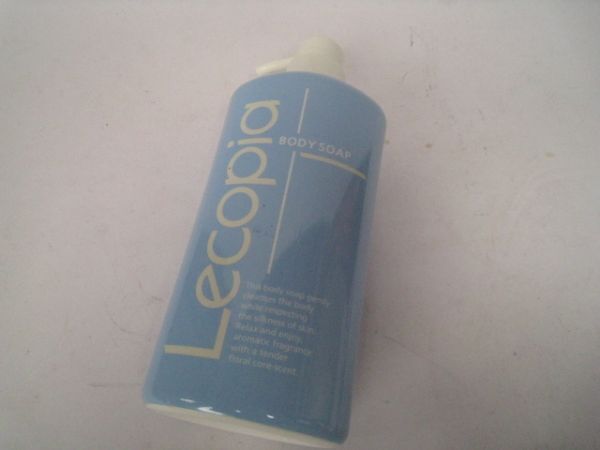 Lecopia
BODY SOAP
This body soap gently
cleanses the body
while respecting
the silkiness of skin.
Relax and enjoy,
aromatic fragrance
with a tender
floral core scent.